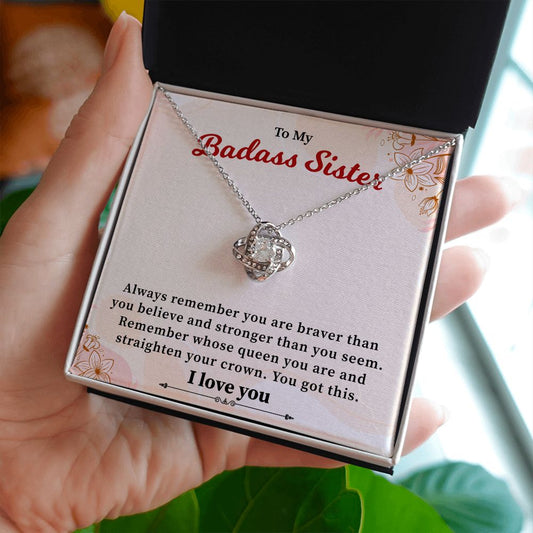 To My
Badass Sister
Always remember you are braver than
you believe and stronger than you seem.
Remember whose queen you are and
straighten your crown. You got this.
I love you